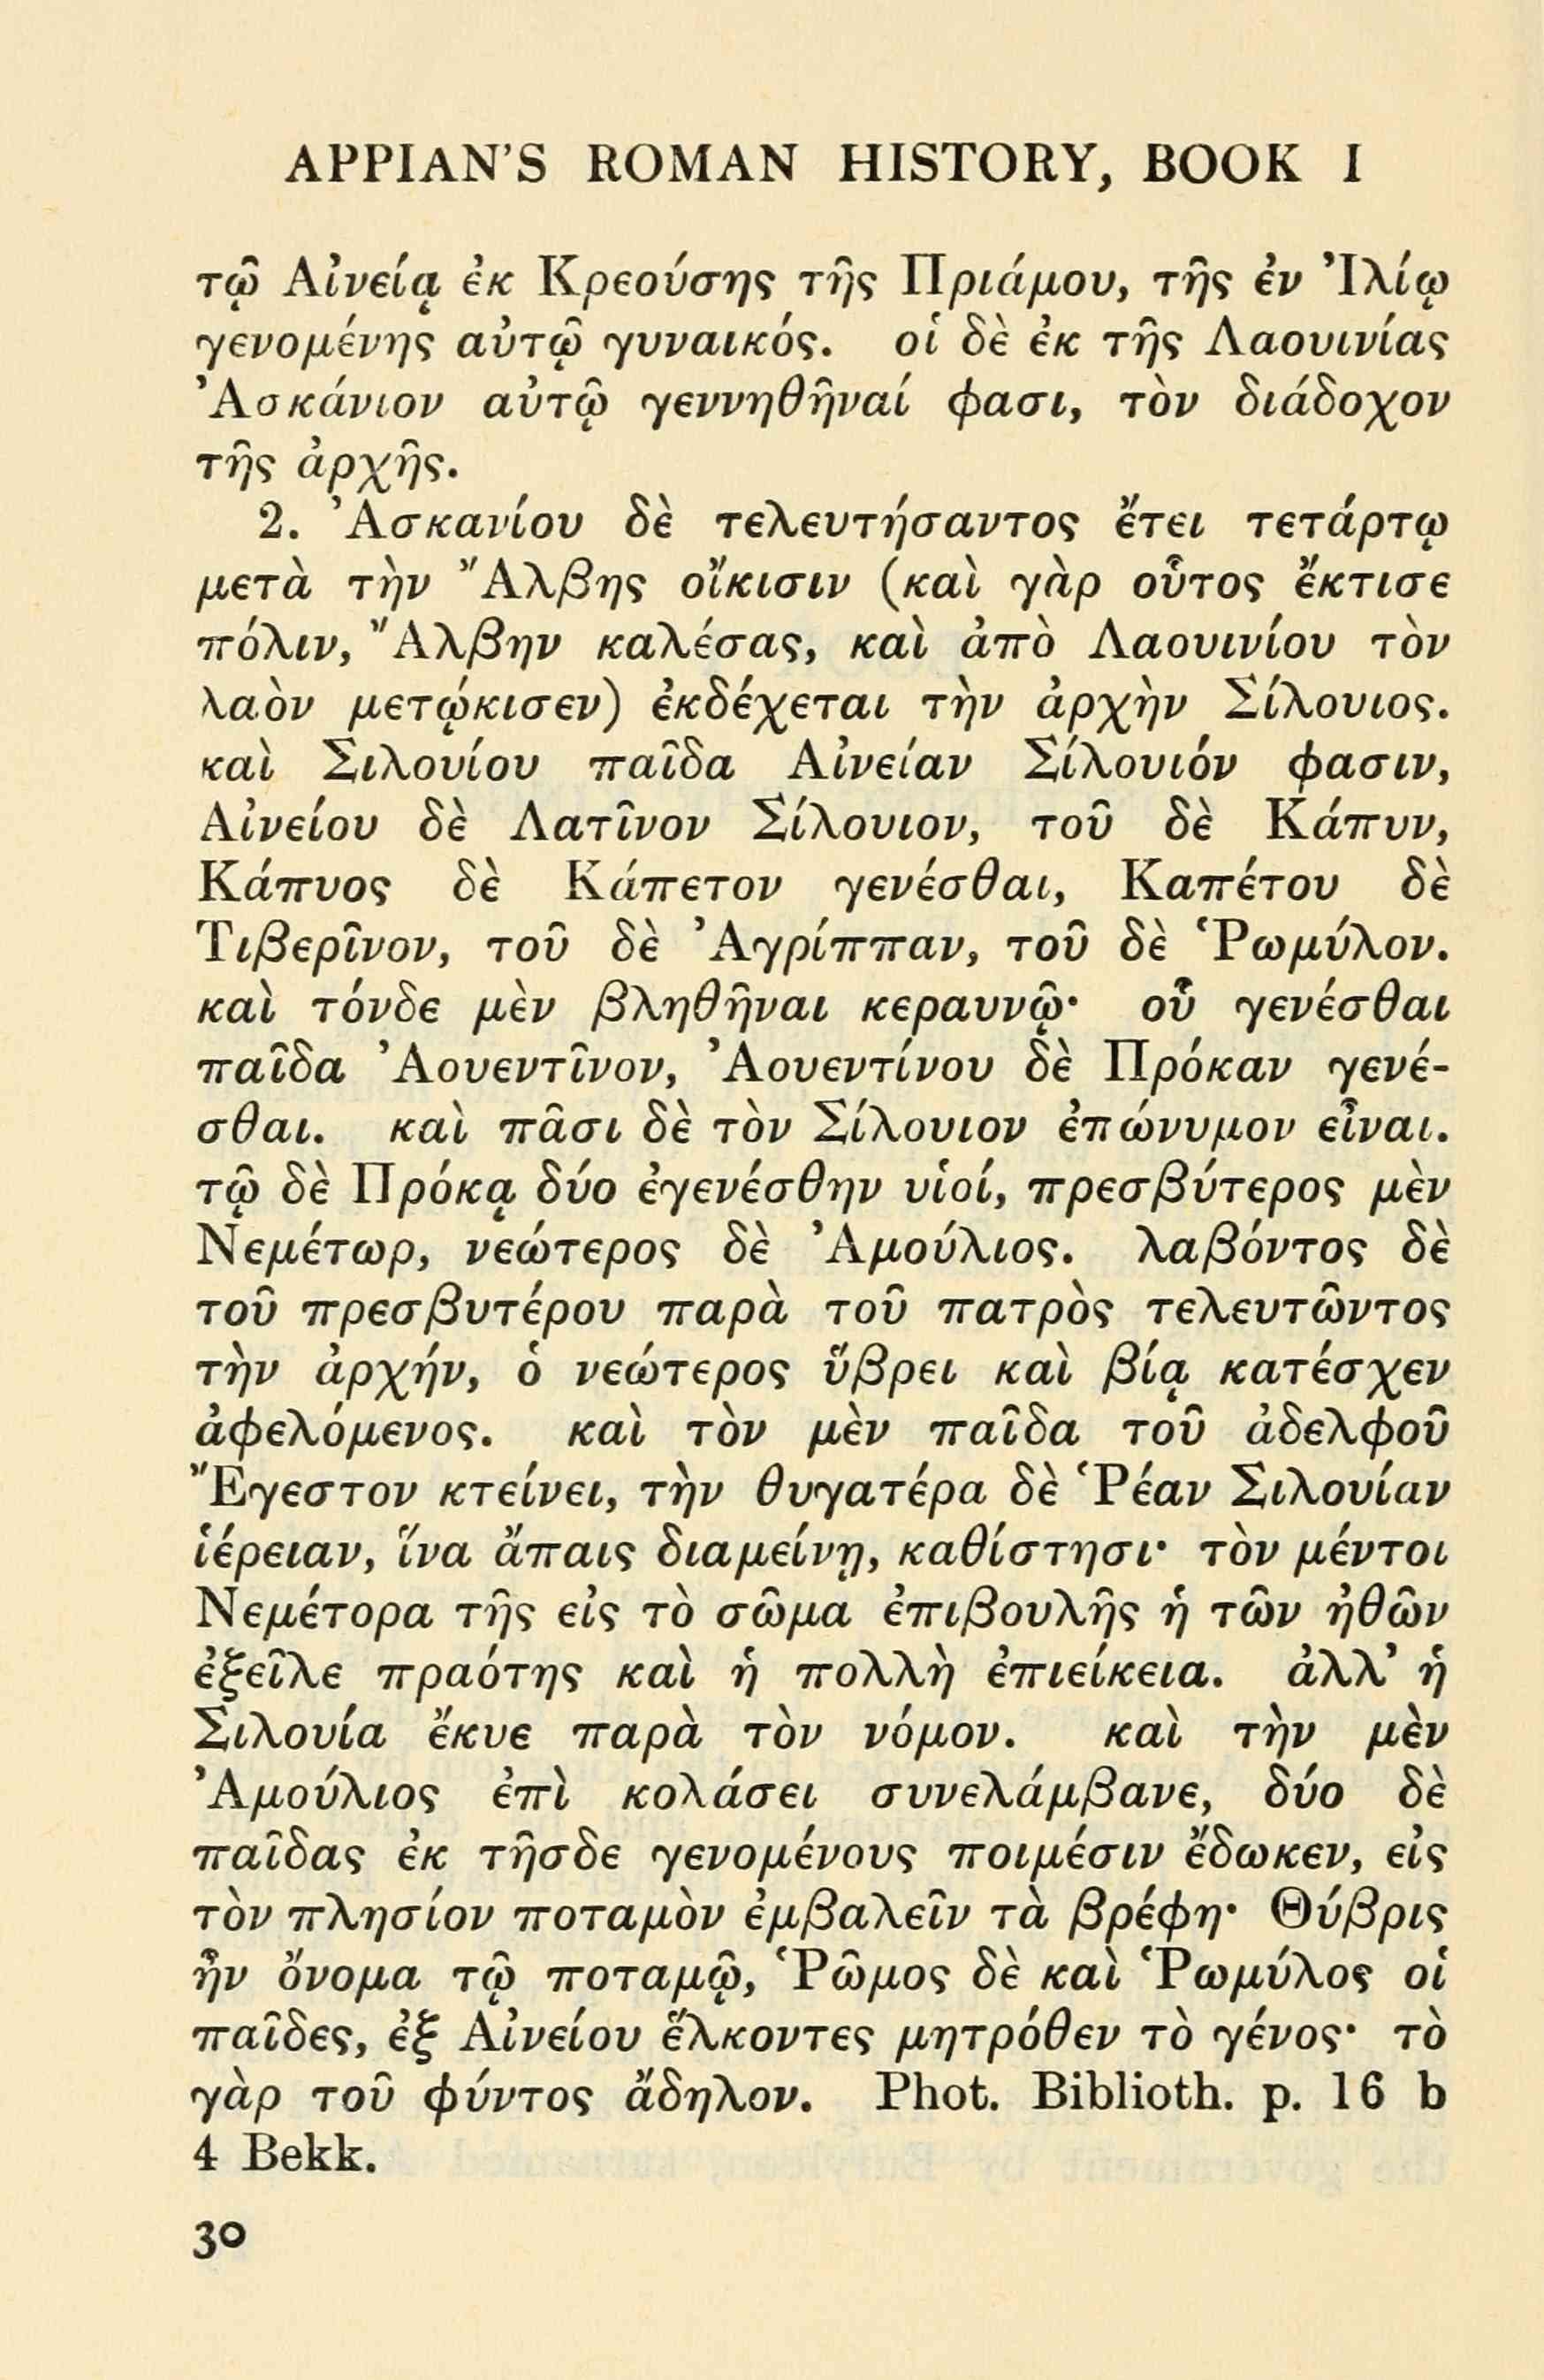 APPIAN'S ROMAN HISTORY, BOOK I
τῷ Αἰνείᾳ ἐκ Κρεούσης τῆς Πριάμου, τῆς ἐν Ἰλίῳ
γενομένης αὐτῷ γυναικός. οἱ δὲ ἐκ τῆς Λαουινίας
Ἀσκάνιον αὐτῷ γεννηθῆναί φασι, τὸν διάδοχον
τῆς ἀρχῆς.
2. Ἀσκανίου δὲ τελευτήσαντος ἔτει τετάρτῳ
μετὰ τὴν Ἄλβης οἴκισιν (καὶ γὰρ οὗτος ἔκτισε
πόλιν, Ἄλβην καλέσας, καὶ ἀπὸ Λαουινίου τὸν
λαὸν μετῴκισεν) ἐκδέχεται τὴν ἀρχὴν Σίλουιος.
καὶ Σιλουίου παῖδα Αἰνείαν Σίλουιόν φασιν,
Αἰνείου δὲ Λατῖνον Σίλουιον, τοῦ δὲ Κάπυν,
Κάπυος δὲ Κάπετον γενέσθαι, Καπέτου δὲ
Τιβερῖνον, τοῦ δὲ Ἀγρίππαν, τοῦ δὲ Ῥωμύλον.
καὶ τόνδε μὲν βληθῆναι κεραυνῷ· οὗ γενέσθαι
παῖδα Ἀουεντῖνον, Ἀουεντίνου δὲ Πρόκαν γενέ-
σθαι. καὶ πᾶσι δὲ τὸν Σίλουιον ἐπώνυμον εἶναι.
τῷ δὲ Πρόκᾳ δύο ἐγενέσθην υἱοί, πρεσβύτερος μὲν
Νεμέτωρ, νεώτερος δὲ Ἀμούλιος. λαβόντος δὲ
τοῦ πρεσβυτέρου παρὰ τοῦ πατρὸς τελευτῶντος
τὴν ἀρχήν, ὁ νεώτερος ὕβρει καὶ βίᾳ κατέσχεν
ἀφελόμενος. καὶ τὸν μὲν παῖδα τοῦ ἀδελφοῦ
Ἔγεστον κτείνει, τὴν θυγατέρα δὲ Ῥέαν Σιλουίαν
ἱέρειαν, ἵνα ἄπαις διαμείνῃ, καθίστησι· τὸν μέντοι
Νεμέτορα τῆς εἰς τὸ σῶμα ἐπιβουλῆς ἡ τῶν ἠθῶν
ἐξεῖλε πραότης καὶ ἡ πολλὴ ἐπιείκεια. ἀλλ' ἡ
Σιλουία ἔκυε παρὰ τὸν νόμον. καὶ τὴν μὲν
Ἀμούλιος ἐπὶ κολάσει συνελάμβανε, δύο δὲ
παῖδας ἐκ τῆσδε γενομένους ποιμέσιν ἔδωκεν, εἰς
τὸν πλησίον ποταμὸν ἐμβαλεῖν τὰ βρέφη· Θύβρις
ἦν ὄνομα τῷ ποταμῷ, Ῥῶμος δὲ καὶ Ῥωμύλος οἱ
παῖδες, ἐξ Αἰνείου ἕλκοντες μητρόθεν τὸ γένος· τὸ
γὰρ τοῦ φύντος ἄδηλον. Phot. Biblioth. p. 16 b
4 Bekk.
30